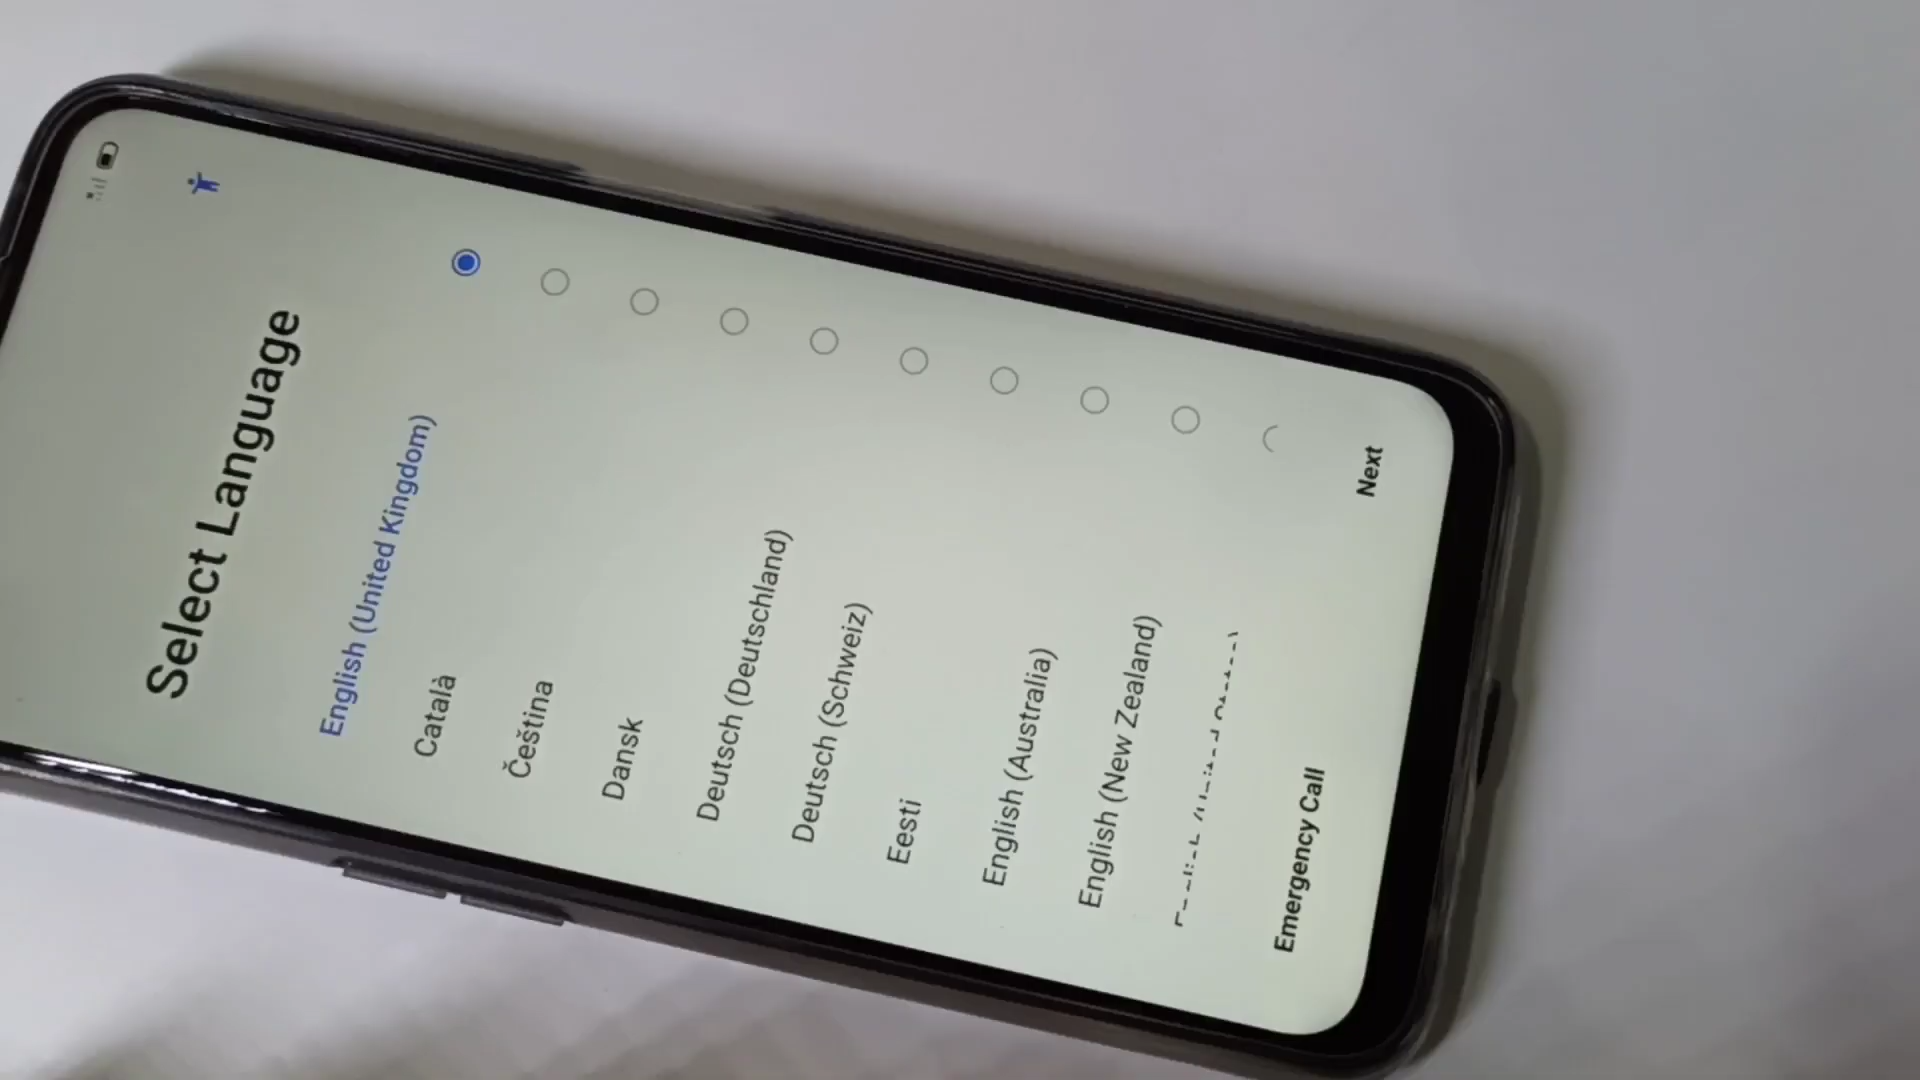 Select Language
English (United Kingdom)
Català
Čeština
Dansk
Deutsch (Deutschland)
Deutsch (Schweiz)
Eesti
English (Australia)
English (New Zealand)
Emergency Call
Next